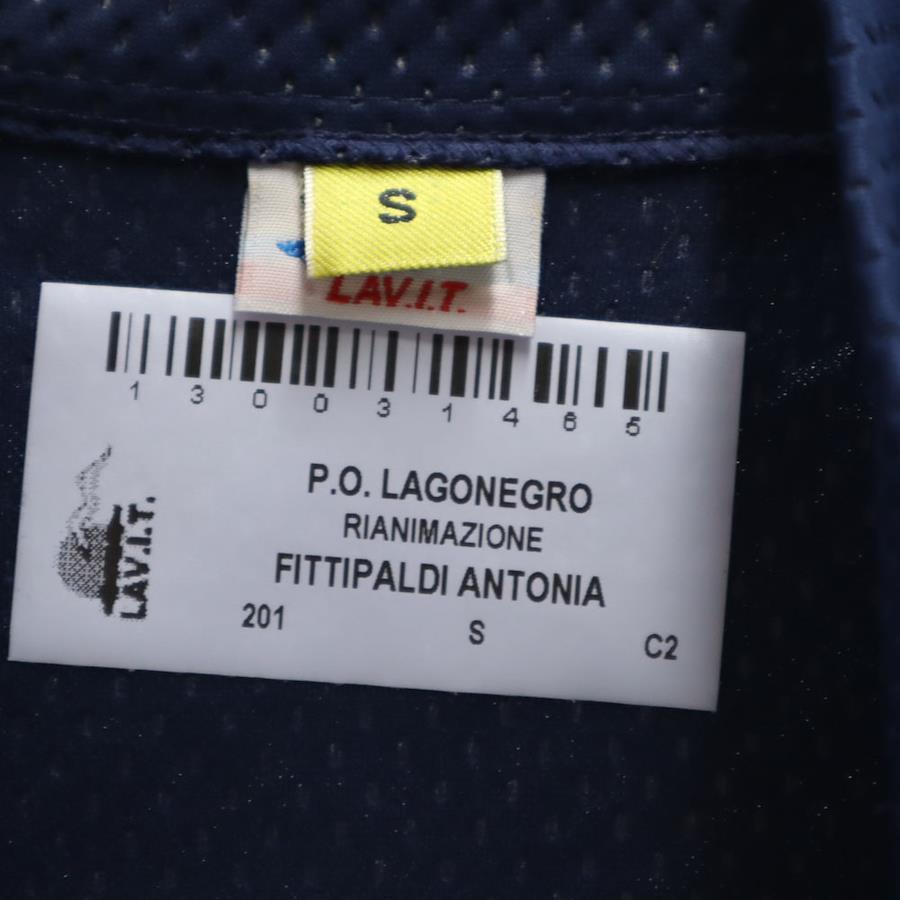 S
LAV.I.T.
1 3 0 0 3 1 4 6 5
P.O. LAGONEGRO
RIANIMAZIONE
FITTIPALDI ANTONIA
LAV.I.T.
201 S C2